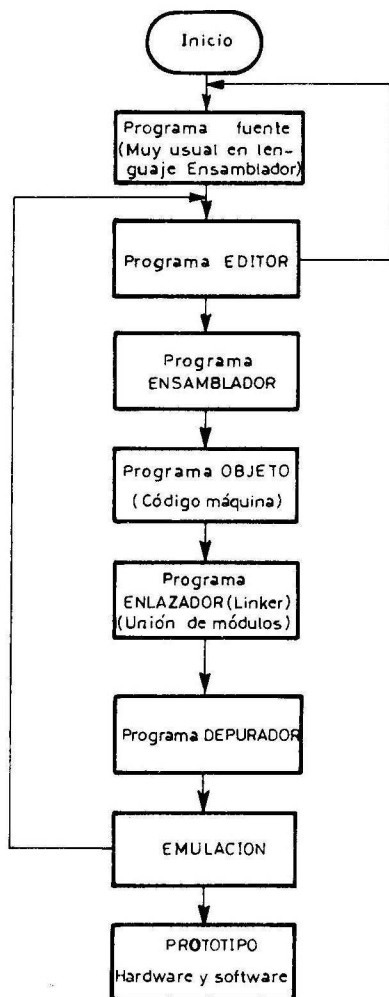 Inicio
Programa fuente
(Muy usual en len-
guaje Ensamblador)
Programa EDITOR
Programa
ENSAMBLADOR
Programa OBJETO
(Código máquina)
Programa
ENLAZADOR (Linker)
(Unión de módulos)
Programa DEPURADOR
EMULACION
PROTOTIPO
Hardware y software